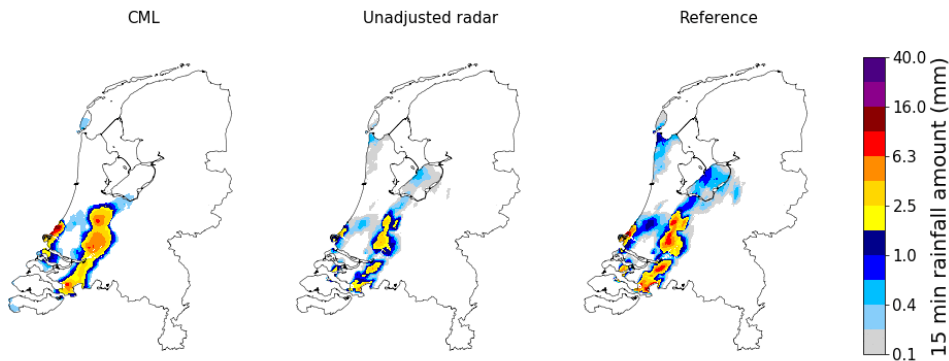 CML
Unadjusted radar
Reference
40.0
16.0
6.3
2.5
1.0
0.4
0.1
15 min rainfall amount (mm)